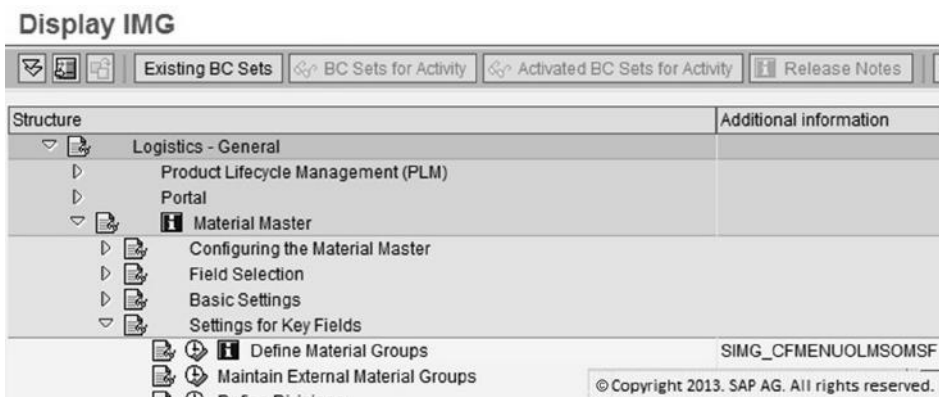 Display IMG
Existing BC Sets BC Sets for Activity Activated BC Sets for Activity Release Notes
Structure Additional information
Logistics - General
Product Lifecycle Management (PLM)
Portal
Material Master
Configuring the Material Master
Field Selection
Basic Settings
Settings for Key Fields
Define Material Groups SIMG_CFMENUOLMSOMSF
Maintain External Material Groups
© Copyright 2013. SAP AG. All rights reserved.